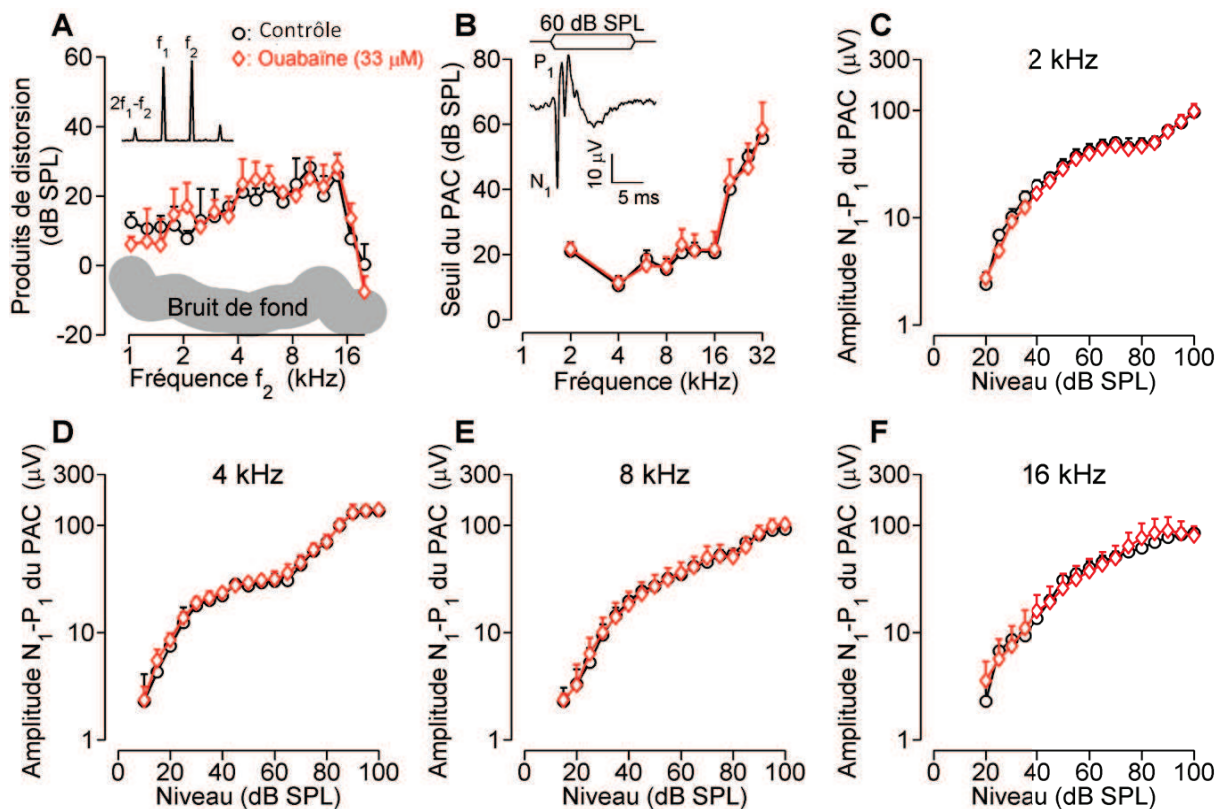 A
: Contrôle
: Ouabaïne (33 µM)
f1
f2
2f1-f2
Produits de distorsion
(dB SPL)
60
40
20
0
-20
Bruit de fond
1
2
4
8
16
Fréquence f2 (kHz)
B
60 dB SPL
P1
N1
10 µV
5 ms
Seuil du PAC (dB SPL)
80
60
40
20
0
1
2
4
8
16
32
Fréquence (kHz)
C
2 kHz
Amplitude N1-P1 du PAC (µV)
300
100
10
1
0
20
40
60
80
100
Niveau (dB SPL)
D
4 kHz
Amplitude N1-P1 du PAC (µV)
300
100
10
1
0
20
40
60
80
100
Niveau (dB SPL)
E
8 kHz
Amplitude N1-P1 du PAC (µV)
300
100
10
1
0
20
40
60
80
100
Niveau (dB SPL)
F
16 kHz
Amplitude N1-P1 du PAC (µV)
300
100
10
1
0
20
40
60
80
100
Niveau (dB SPL)